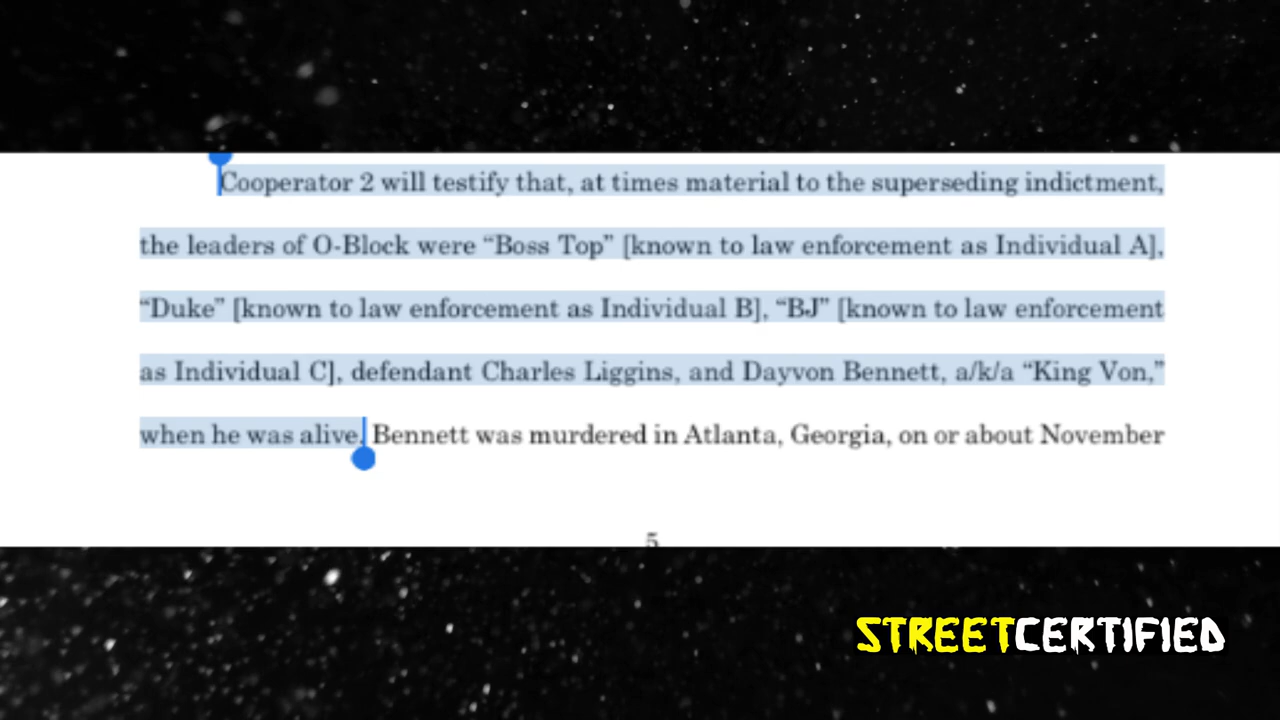 Cooperator 2 will testify that, at times material to the superseding indictment,
the leaders of O-Block were “Boss Top” [known to law enforcement as Individual A],
“Duke” [known to law enforcement as Individual B], “BJ” [known to law enforcement
as Individual C], defendant Charles Liggins, and Dayvon Bennett, a/k/a “King Von,”
when he was alive. Bennett was murdered in Atlanta, Georgia, on or about November
5
STREETCERTIFIED